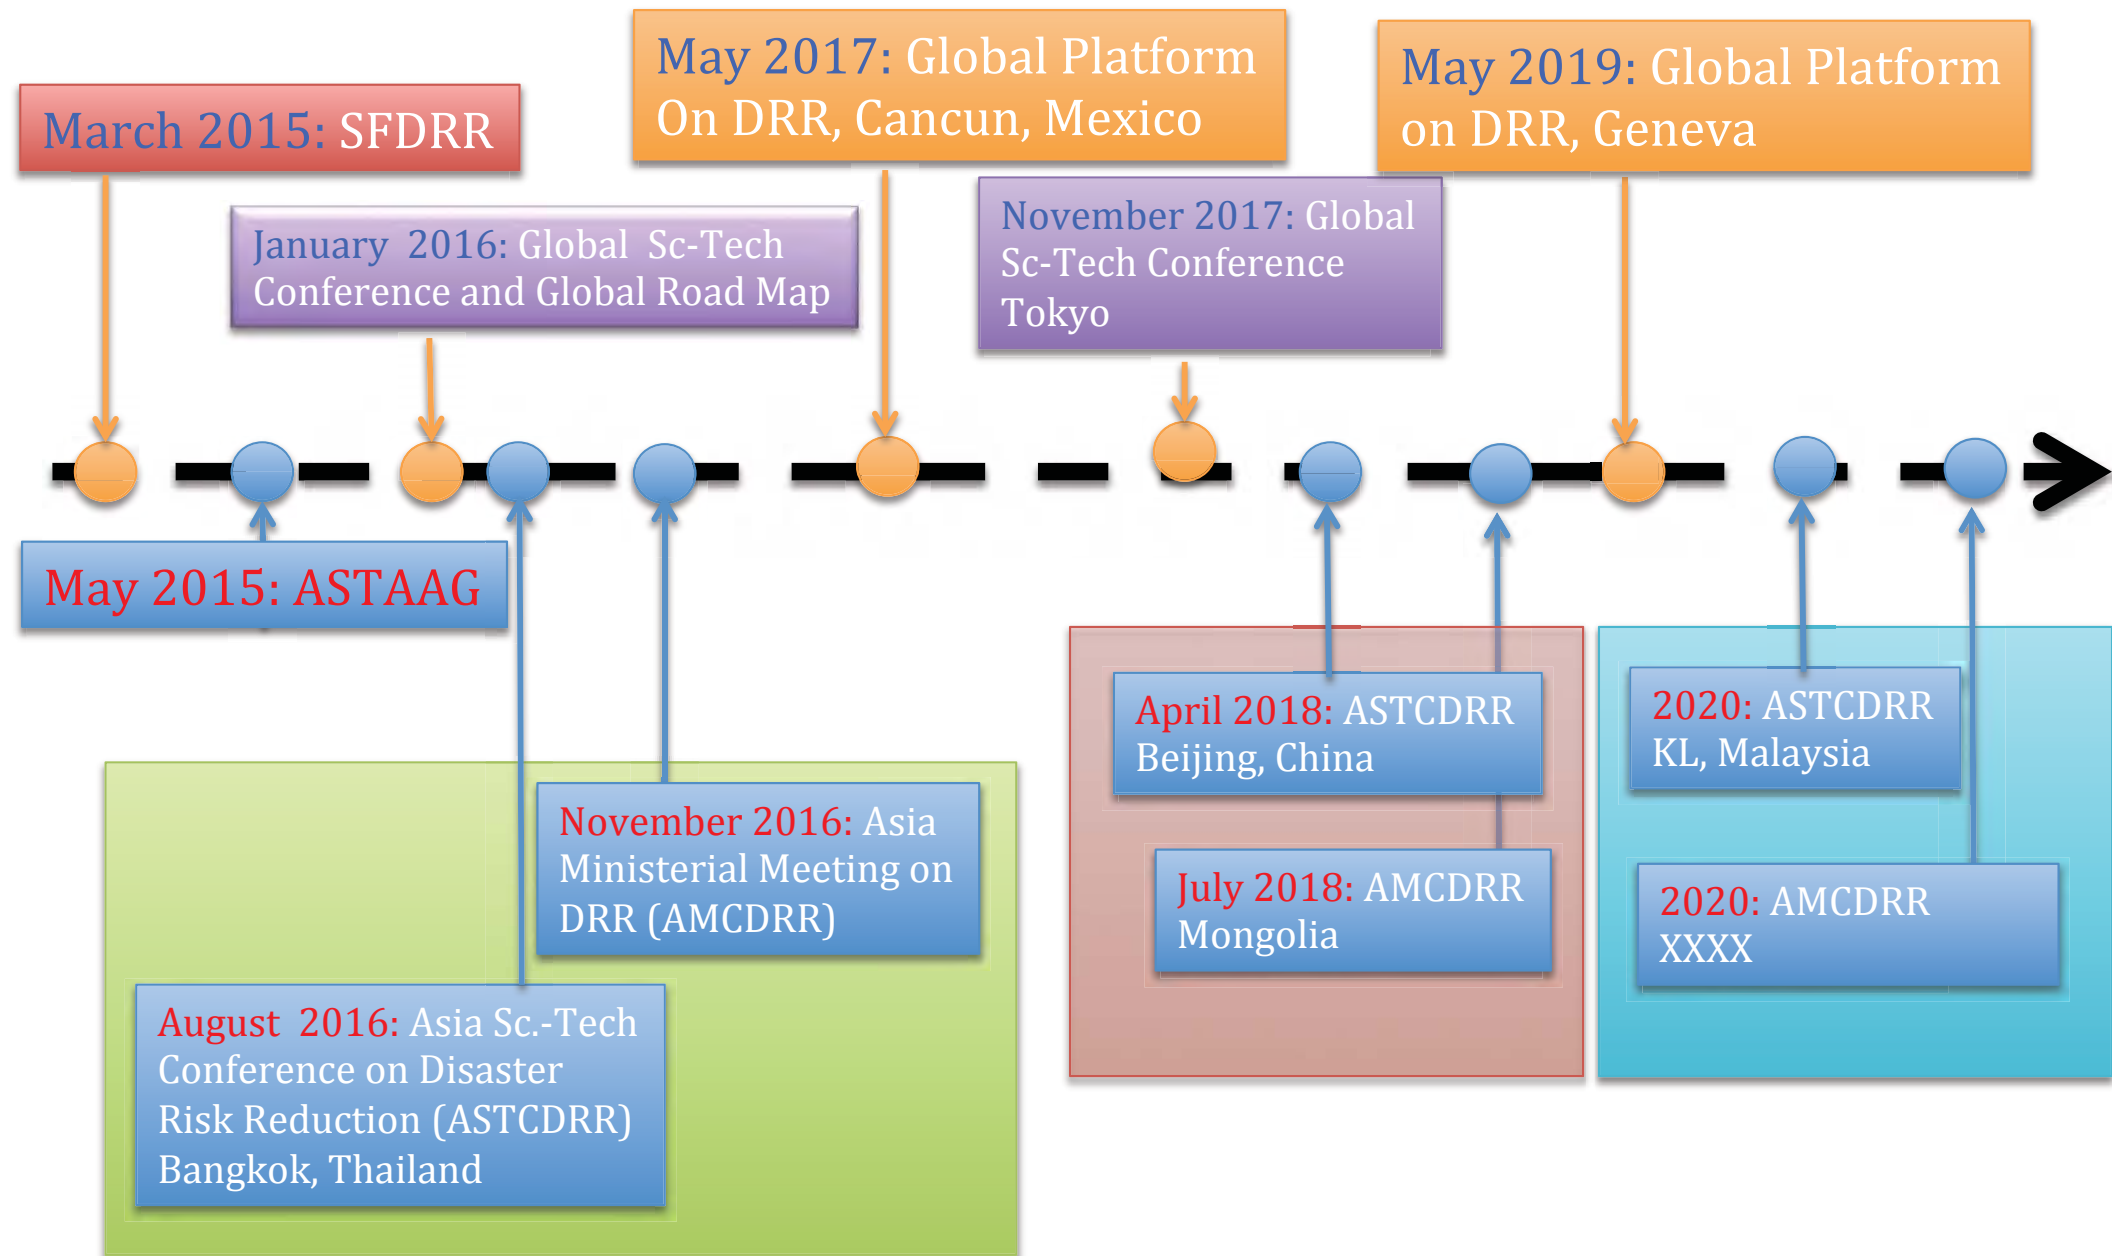 March 2015: SFDRR
May 2017: Global Platform
On DRR, Cancun, Mexico
May 2019: Global Platform
on DRR, Geneva
January  2016: Global  Sc-Tech
Conference and Global Road Map
November 2017: Global
Sc-Tech Conference
Tokyo
May 2015: ASTAAG
April 2018: ASTCDRR
Beijing, China
2020: ASTCDRR
KL, Malaysia
November 2016: Asia
Ministerial Meeting on
DRR (AMCDRR)
July 2018: AMCDRR
Mongolia
2020: AMCDRR
XXXX
August  2016: Asia Sc.-Tech
Conference on Disaster
Risk Reduction (ASTCDRR)
Bangkok, Thailand